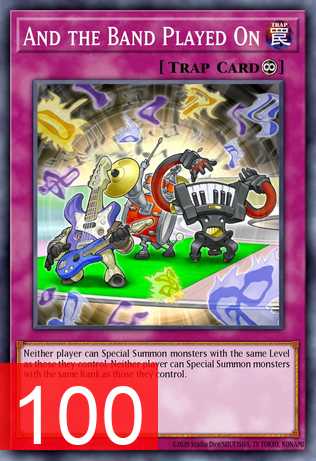 AND THE BAND PLAYED ON
TRAP
罠
[TRAP CARD]
Neither player can Special Summon monsters with the same Level
as those they control. Neither player can Special Summon monsters
with the same Rank as those they control.
100
©2020 Studio Dice/SHUEISHA, TV TOKYO, KONAMI